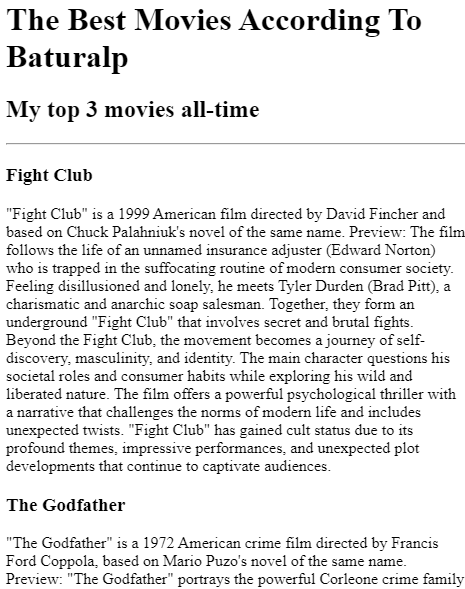 The Best Movies According To
Baturalp
My top 3 movies all-time
Fight Club
"Fight Club" is a 1999 American film directed by David Fincher and
based on Chuck Palahniuk's novel of the same name. Preview: The film
follows the life of an unnamed insurance adjuster (Edward Norton)
who is trapped in the suffocating routine of modern consumer society.
Feeling disillusioned and lonely, he meets Tyler Durden (Brad Pitt), a
charismatic and anarchic soap salesman. Together, they form an
underground "Fight Club" that involves secret and brutal fights.
Beyond the Fight Club, the movement becomes a journey of self-
discovery, masculinity, and identity. The main character questions his
societal roles and consumer habits while exploring his wild and
liberated nature. The film offers a powerful psychological thriller with
a narrative that challenges the norms of modern life and includes
unexpected twists. "Fight Club" has gained cult status due to its
profound themes, impressive performances, and unexpected plot
developments that continue to captivate audiences.
The Godfather
"The Godfather" is a 1972 American crime film directed by Francis
Ford Coppola, based on Mario Puzo's novel of the same name.
Preview: "The Godfather" portrays the powerful Corleone crime family